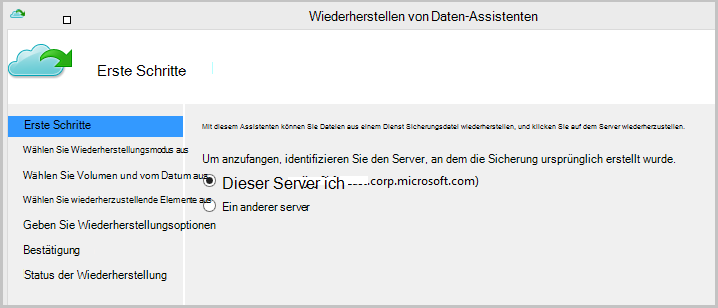 Wiederherstellen von Daten-Assistenten
Erste Schritte
Erste Schritte
Wählen Sie Wiederherstellungsmodus aus
Wählen Sie Volumen und vom Datum aus
Wählen Sie wiederherzustellende Elemente aus
Geben Sie Wiederherstellungsoptionen
Bestätigung
Status der Wiederherstellung
Mit diesem Assistenten können Sie Dateien aus einem Dienst Sicherungsdatei wiederherstellen, und klicken Sie auf dem Server wiederherzustellen.
Um anzufangen, identifizieren Sie den Server, an dem die Sicherung ursprünglich erstellt wurde.
Dieser Server ich .corp.microsoft.com)
Ein anderer server